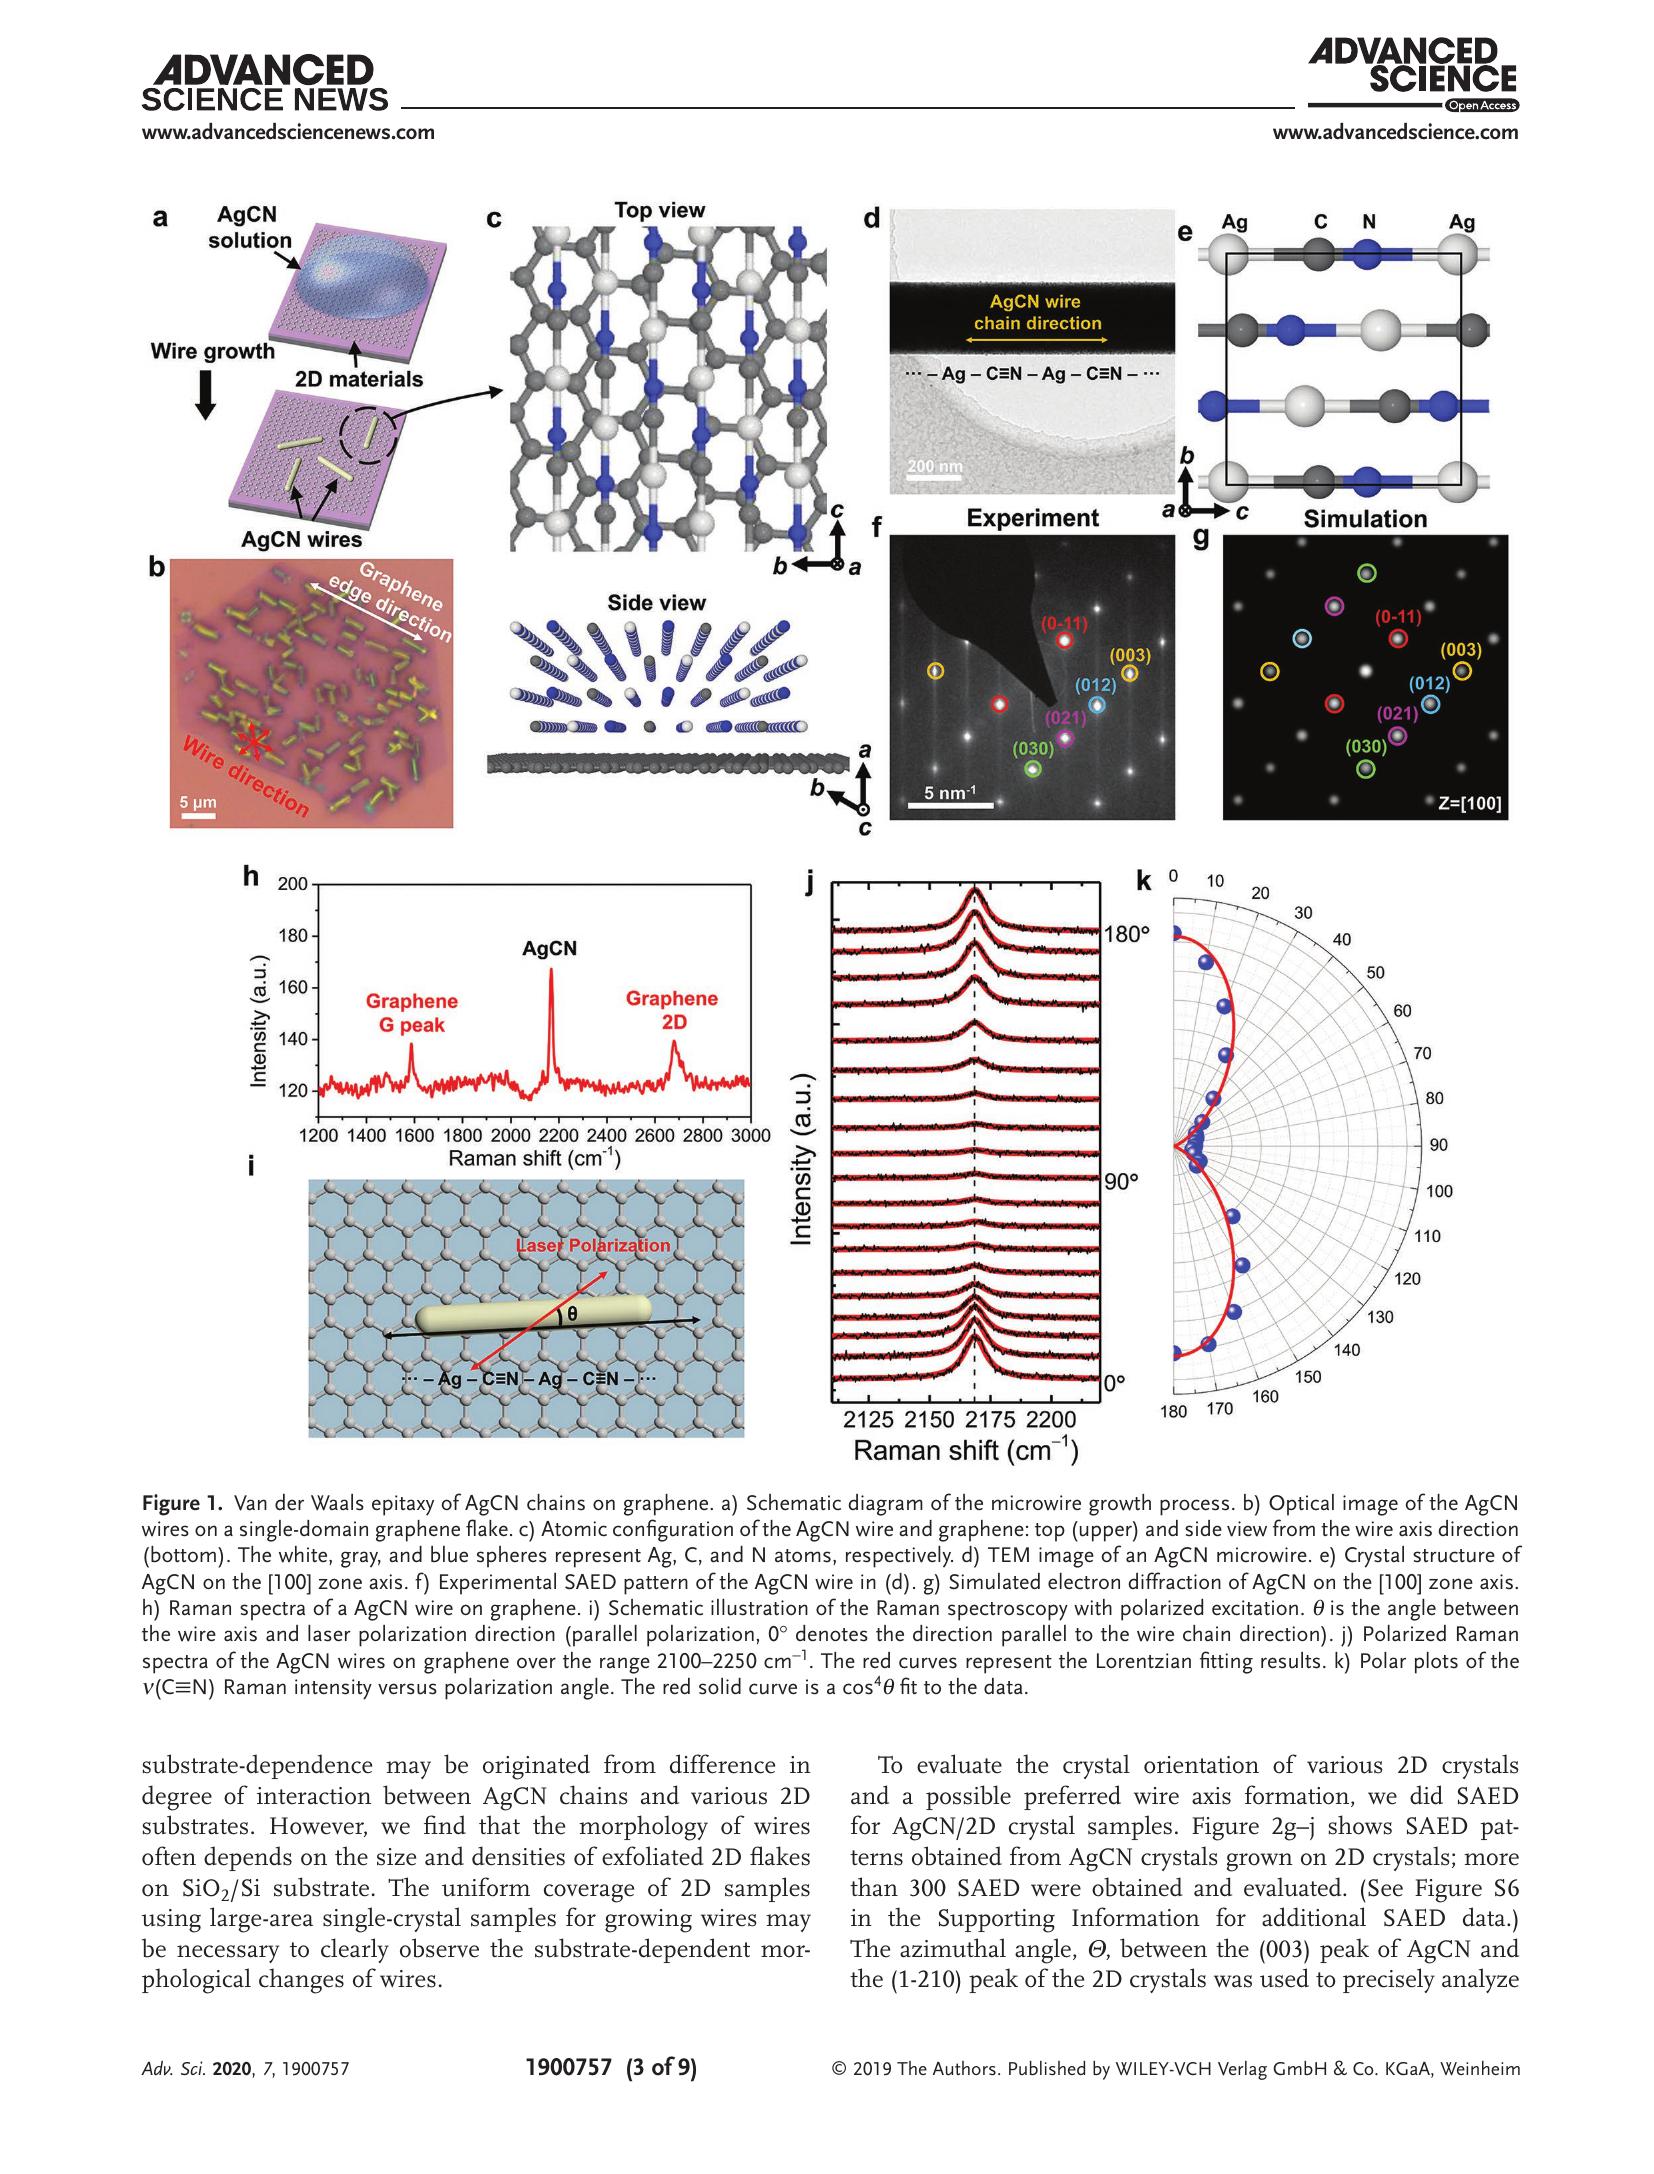 ADVANCED
SCIENCE NEWS
www.advancedsciencenews.com
ADVANCED
SCIENCE
Open Access
www.advancedscience.com
a
AgCN
solution
Wire growth
2D materials
AgCN wires
b
Graphene
edge direction
Wire direction
5 µm
c
Top view
c
b
a
Side view
a
b
c
d
AgCN wire
chain direction
··· – Ag – C≡N – Ag – C≡N – ···
200 nm
e
Ag C N Ag
b
a
c
Experiment
Simulation
f
(0-11)
(003)
(012)
(021)
(030)
5 nm-1
g
(0-11)
(003)
(012)
(021)
(030)
Z=[100]
h
200
180
160
140
120
Intensity (a.u.)
AgCN
Graphene
G peak
Graphene
2D
1200 1400 1600 1800 2000 2200 2400 2600 2800 3000
Raman shift (cm-1)
i
Laser Polarization
θ
··· – Ag – C≡N – Ag – C≡N – ···
j
Intensity (a.u.)
180°
90°
0°
2125 2150 2175 2200
Raman shift (cm–1)
k
0
10
20
30
40
50
60
70
80
90
100
110
120
130
140
150
160
170
180
Figure 1. Van der Waals epitaxy of AgCN chains on graphene. a) Schematic diagram of the microwire growth process. b) Optical image of the AgCN
wires on a single-domain graphene flake. c) Atomic configuration of the AgCN wire and graphene: top (upper) and side view from the wire axis direction
(bottom). The white, gray, and blue spheres represent Ag, C, and N atoms, respectively. d) TEM image of an AgCN microwire. e) Crystal structure of
AgCN on the [100] zone axis. f) Experimental SAED pattern of the AgCN wire in (d). g) Simulated electron diffraction of AgCN on the [100] zone axis.
h) Raman spectra of a AgCN wire on graphene. i) Schematic illustration of the Raman spectroscopy with polarized excitation. θ is the angle between
the wire axis and laser polarization direction (parallel polarization, 0° denotes the direction parallel to the wire chain direction). j) Polarized Raman
spectra of the AgCN wires on graphene over the range 2100–2250 cm−1. The red curves represent the Lorentzian fitting results. k) Polar plots of the
ν(C≡N) Raman intensity versus polarization angle. The red solid curve is a cos4θ fit to the data.
substrate-dependence may be originated from difference in
degree of interaction between AgCN chains and various 2D
substrates. However, we find that the morphology of wires
often depends on the size and densities of exfoliated 2D flakes
on SiO2/Si substrate. The uniform coverage of 2D samples
using large-area single-crystal samples for growing wires may
be necessary to clearly observe the substrate-dependent mor-
phological changes of wires.
To evaluate the crystal orientation of various 2D crystals
and a possible preferred wire axis formation, we did SAED
for AgCN/2D crystal samples. Figure 2g–j shows SAED pat-
terns obtained from AgCN crystals grown on 2D crystals; more
than 300 SAED were obtained and evaluated. (See Figure S6
in the Supporting Information for additional SAED data.)
The azimuthal angle, Θ, between the (003) peak of AgCN and
the (1-210) peak of the 2D crystals was used to precisely analyze
Adv. Sci. 2020, 7, 1900757
1900757 (3 of 9)
© 2019 The Authors. Published by WILEY-VCH Verlag GmbH & Co. KGaA, Weinheim